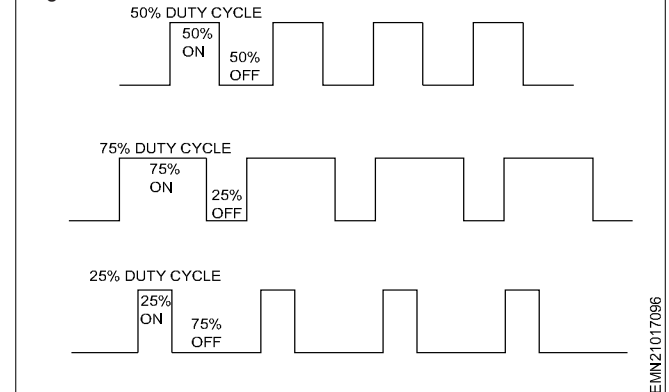 50% DUTY CYCLE
50%
ON
50%
OFF
75% DUTY CYCLE
75%
ON
25%
OFF
25% DUTY CYCLE
25%
ON
75%
OFF
EMN21017096